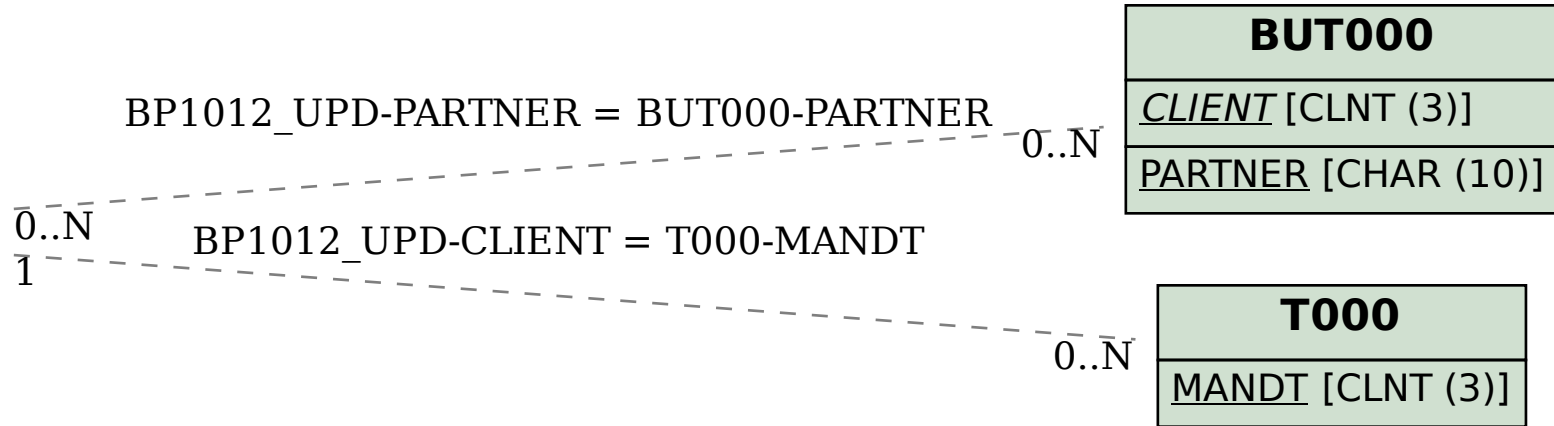 BUT000
CLIENT [CLNT (3)]
PARTNER [CHAR (10)]
BP1012_UPD-PARTNER = BUT000-PARTNER
0..N
0..N
BP1012_UPD-CLIENT = T000-MANDT
1
0..N
T000
MANDT [CLNT (3)]